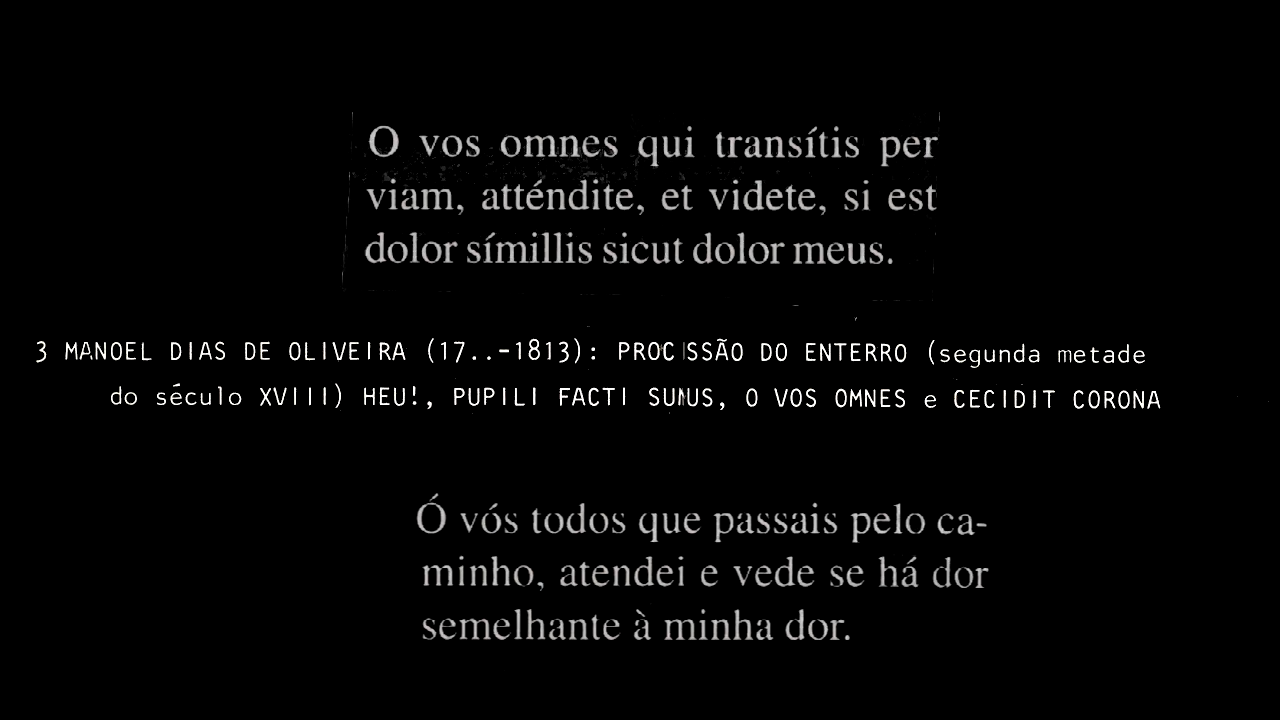 O vos omnes qui transítis per
viam, atténdite, et videte, si est
dolor símillis sicut dolor meus.
3 MANOEL DIAS DE OLIVEIRA (17..-1813): PROCISSÃO DO ENTERRO (segunda metade
do século XVIII) HEU!, PUPILI FACTI SUMUS, O VOS OMNES e CECIDIT CORONA
Ó vós todos que passais pelo ca-
minho, atendei e vede se há dor
semelhante à minha dor.